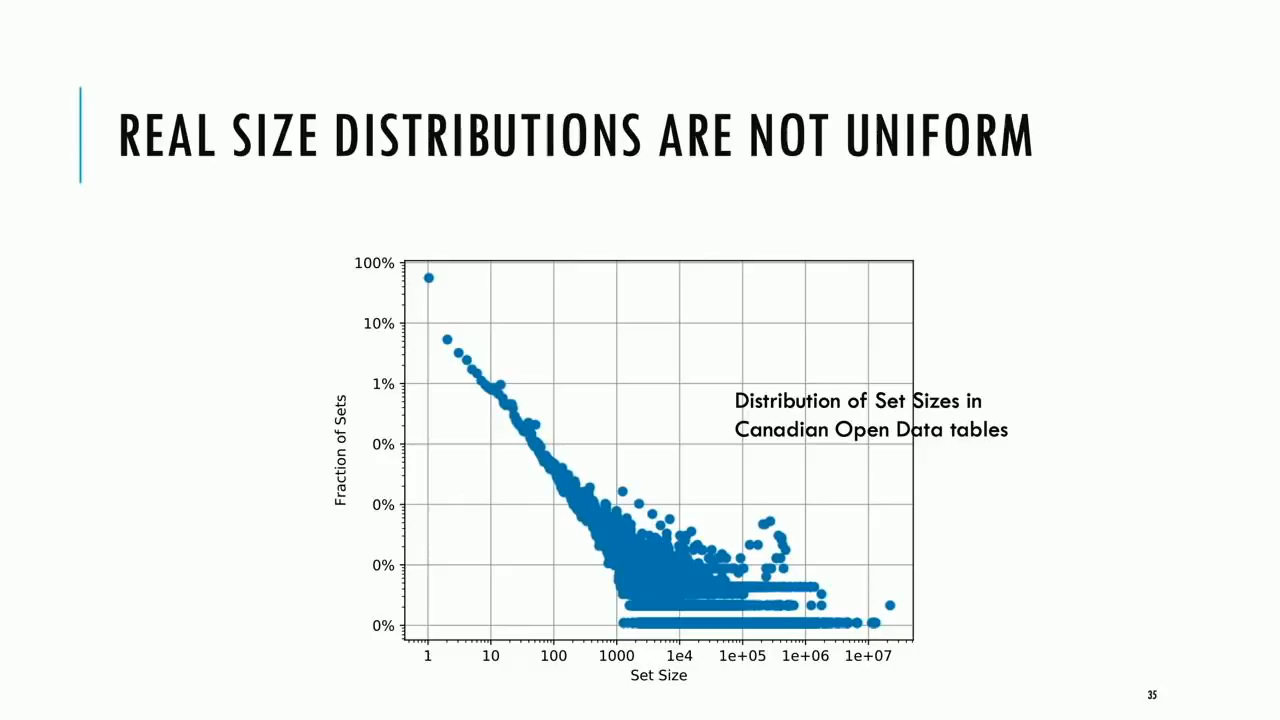 REAL SIZE DISTRIBUTIONS ARE NOT UNIFORM
100%
10%
1%
0%
0%
0%
0%
Fraction of Sets
Distribution of Set Sizes in
Canadian Open Data tables
1 10 100 1000 1e4 1e+05 1e+06 1e+07
Set Size
35